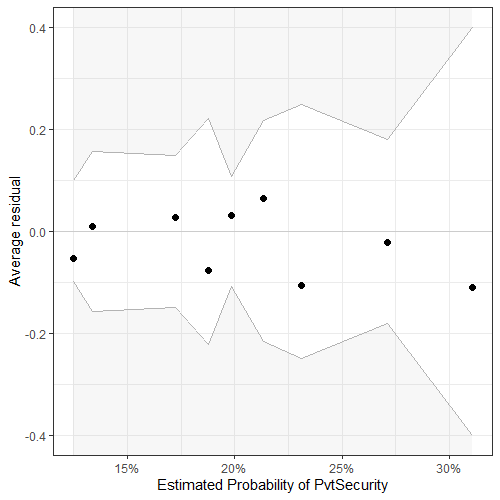 0.4
0.2
0.0
-0.2
-0.4
Average residual
15% 20% 25% 30%
Estimated Probability of PvtSecurity